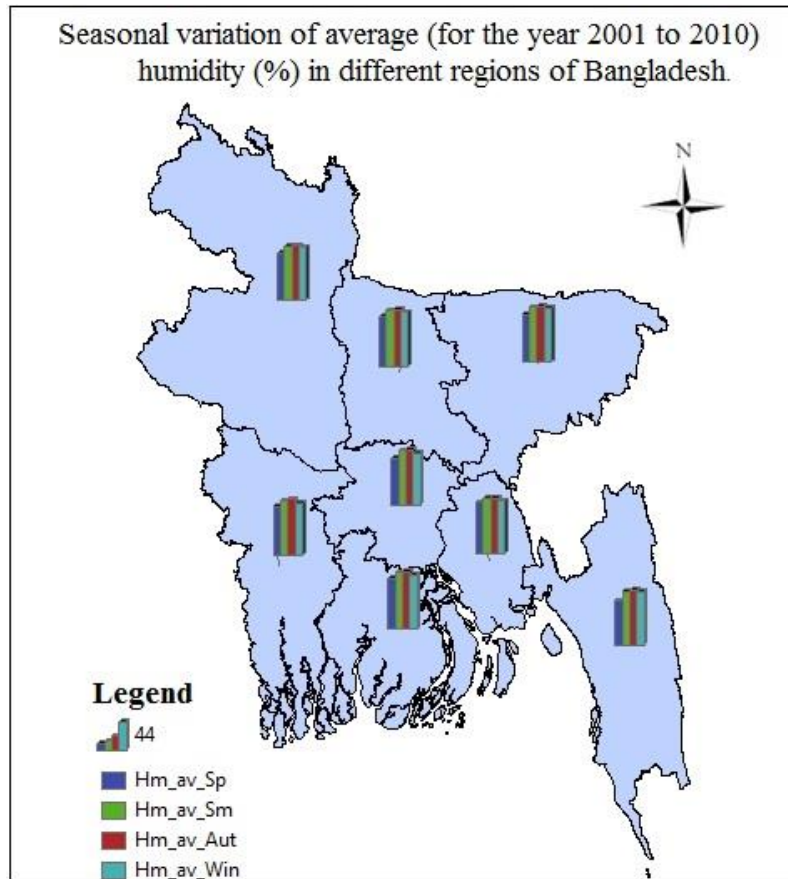 Seasonal variation of average (for the year 2001 to 2010)
humidity (%) in different regions of Bangladesh.
N
Legend
44
Hm_av_Sp
Hm_av_Sm
Hm_av_Aut
Hm_av_Win